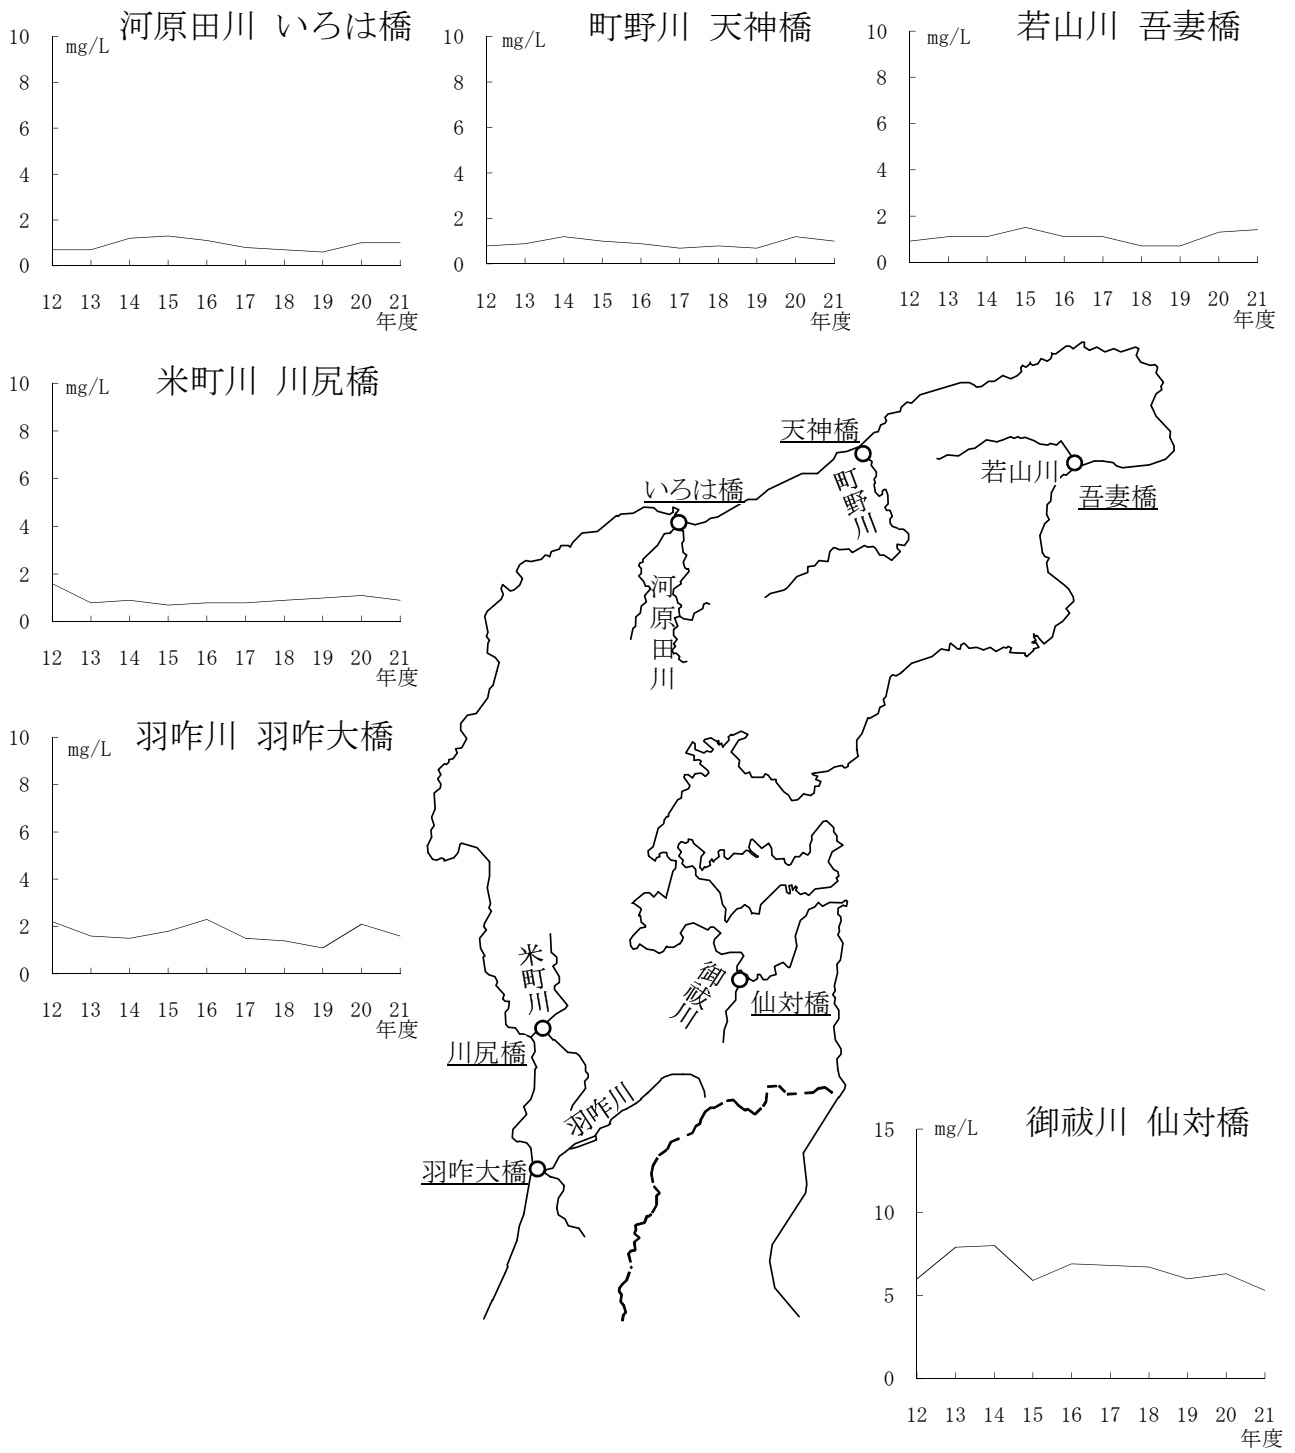 河原田川 いろは橋
mg/L
10
8
6
4
2
0
12 13 14 15 16 17 18 19 20 21
年度
町野川 天神橋
mg/L
10
8
6
4
2
0
12 13 14 15 16 17 18 19 20 21
年度
若山川 吾妻橋
mg/L
10
8
6
4
2
0
12 13 14 15 16 17 18 19 20 21
年度
米町川 川尻橋
mg/L
10
8
6
4
2
0
12 13 14 15 16 17 18 19 20 21
年度
羽咋川 羽咋大橋
mg/L
10
8
6
4
2
0
12 13 14 15 16 17 18 19 20 21
年度
天神橋
町野川
若山川
吾妻橋
いろは橋
河原田川
米町川
川尻橋
御祓川
仙対橋
羽咋川
羽咋大橋
御祓川 仙対橋
mg/L
15
10
5
0
12 13 14 15 16 17 18 19 20 21
年度